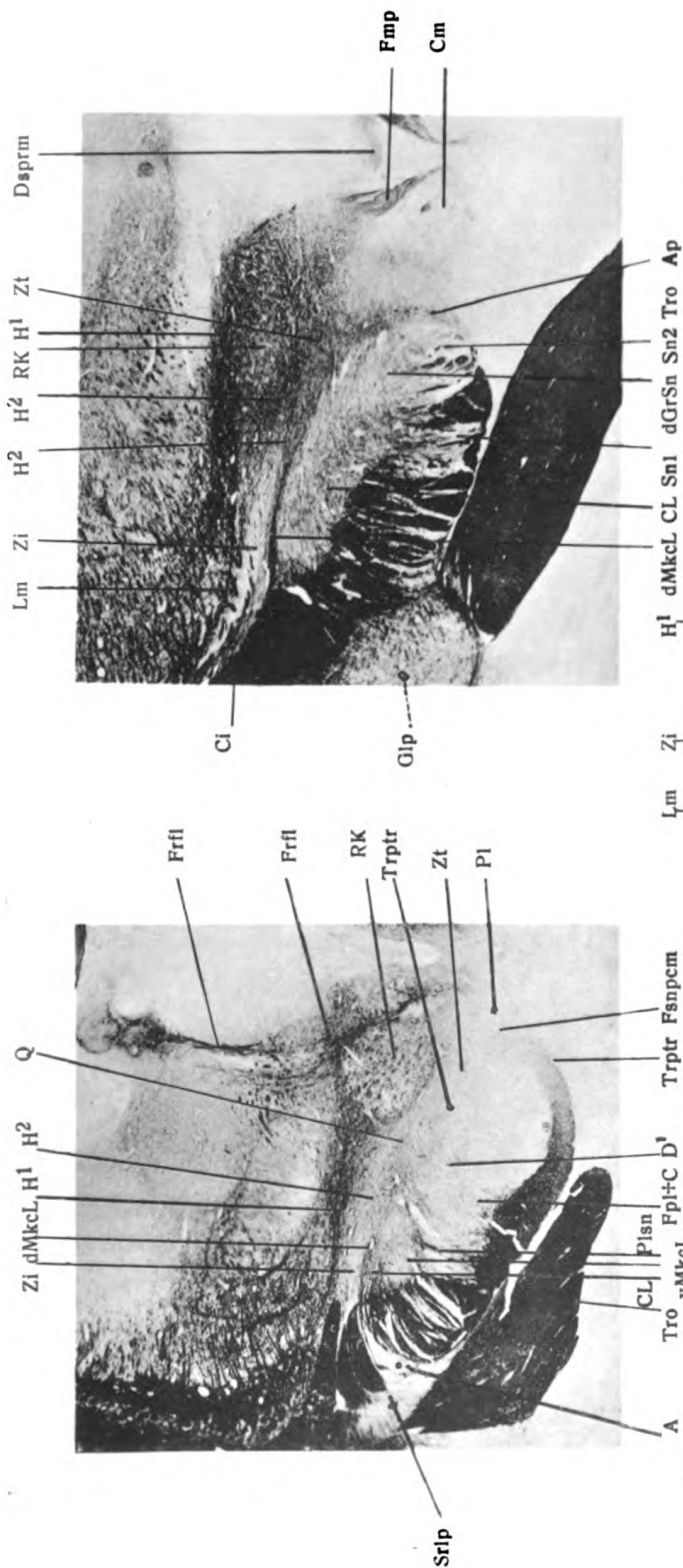 Lm Zi H² H² RK H¹ Zt Dsprm
Ci
Glp
Fmp
Cm
H¹ dMkcL CL Sn1 dGrSn Sn2 Tro Ap
Zi dMkcL H¹ H² Q
Frfl
Frfl
RK
Trptr
Zt
Pl
Srlp
CL Plsn
A Tro vMkcL Fpl+C D¹ Trptr Fsnpcm
Lm Zi H¹